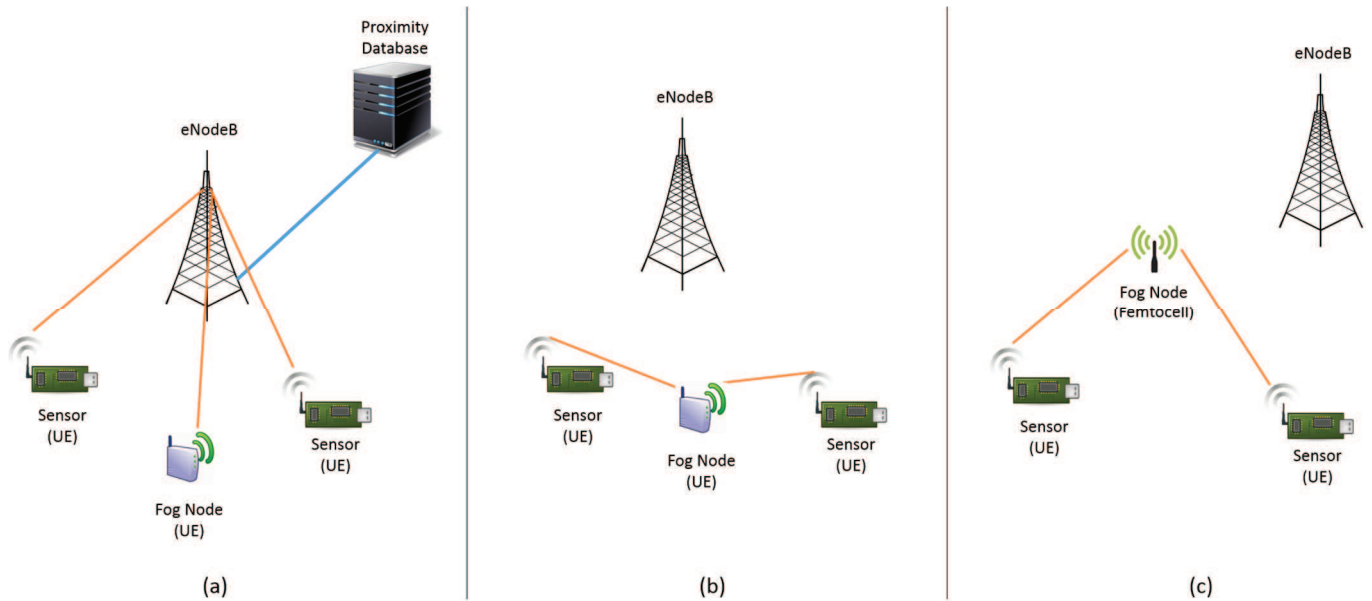 Proximity
Database
eNodeB
Sensor
(UE)
Sensor
(UE)
Fog Node
(UE)
(a)
eNodeB
Sensor
(UE)
Fog Node
(UE)
Sensor
(UE)
(b)
eNodeB
Fog Node
(Femtocell)
Sensor
(UE)
Sensor
(UE)
(c)